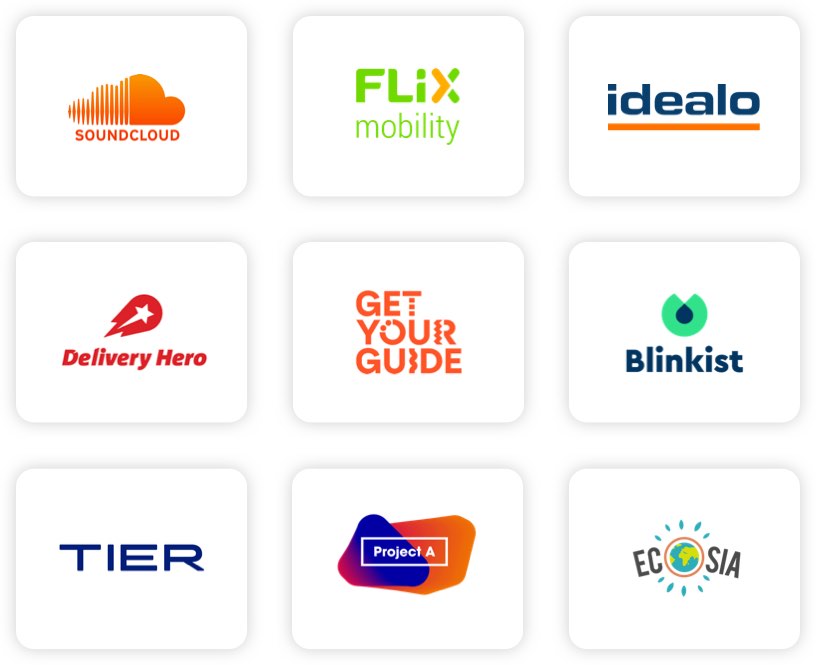 SOUNDCLOUD
FLiX
mobility
idealo
Delivery Hero
GET
YOUR
GUIDE
Blinkist
TIER
Project A
ECOSIA